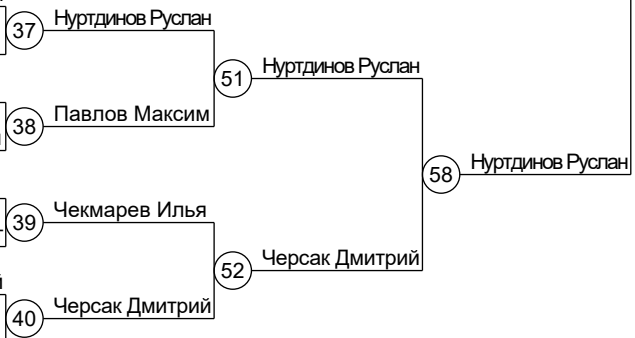 37
Нуртдинов Руслан
51
Нуртдинов Руслан
38
Павлов Максим
58
Нуртдинов Руслан
39
Чекмарев Илья
52
Черсак Дмитрий
40
Черсак Дмитрий